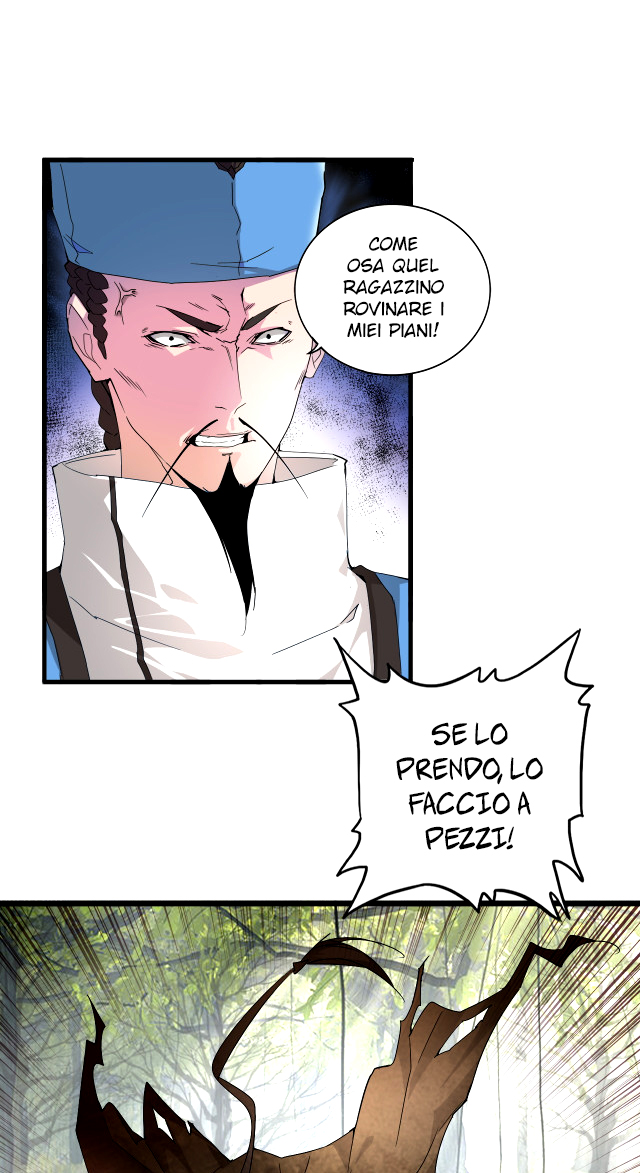 COME
OSA QUEL
RAGAZZINO
ROVINARE I
MIEI PIANI!
SE LO
PRENDO, LO
FACCIO A
PEZZI!